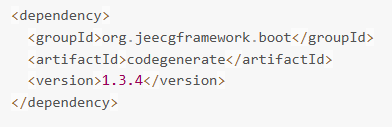 <dependency>
  <groupId>org.jeecgframework.boot</groupId>
  <artifactId>codegenerate</artifactId>
  <version>1.3.4</version>
</dependency>